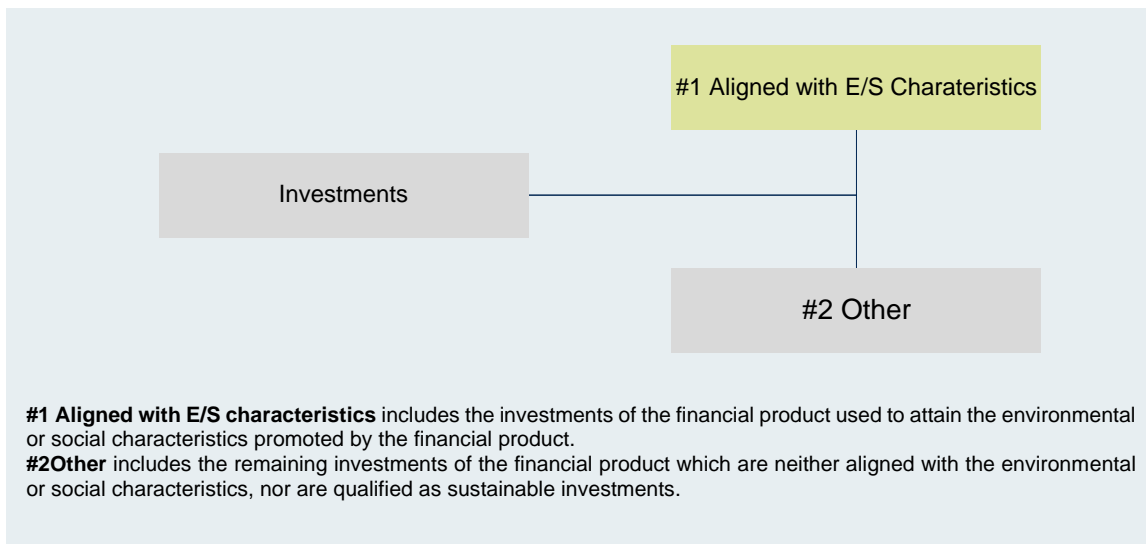 #1 Aligned with E/S Charateristics
Investments
#2 Other
#1 Aligned with E/S characteristics includes the investments of the financial product used to attain the environmental
or social characteristics promoted by the financial product.
#2Other includes the remaining investments of the financial product which are neither aligned with the environmental
or social characteristics, nor are qualified as sustainable investments.